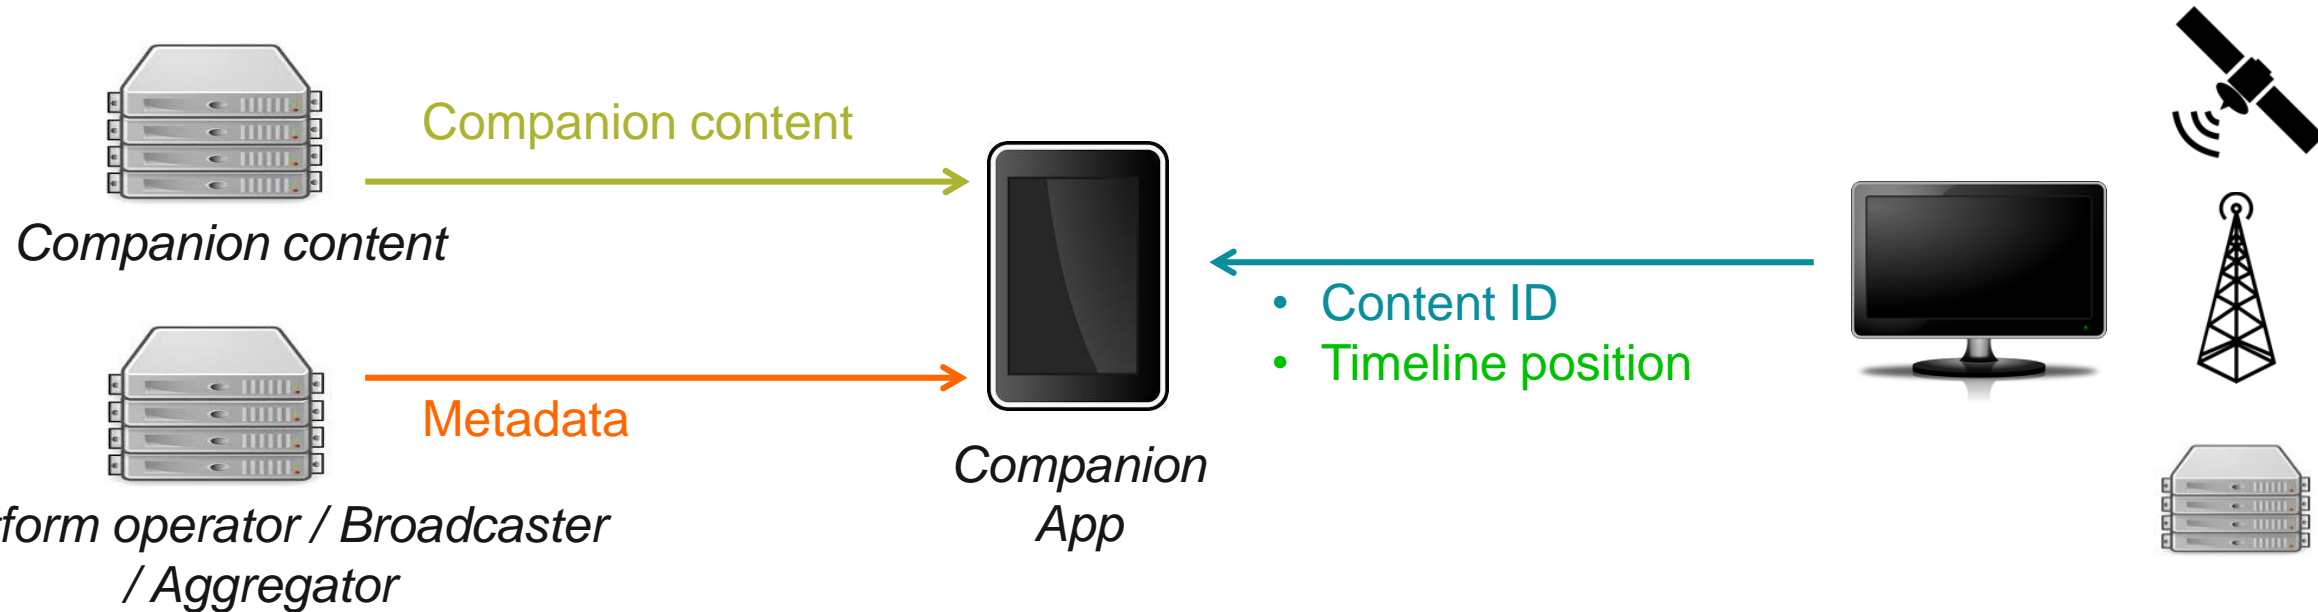 Companion content
Companion content
Metadata
form operator / Broadcaster
/ Aggregator
Companion
App
• Content ID
• Timeline position